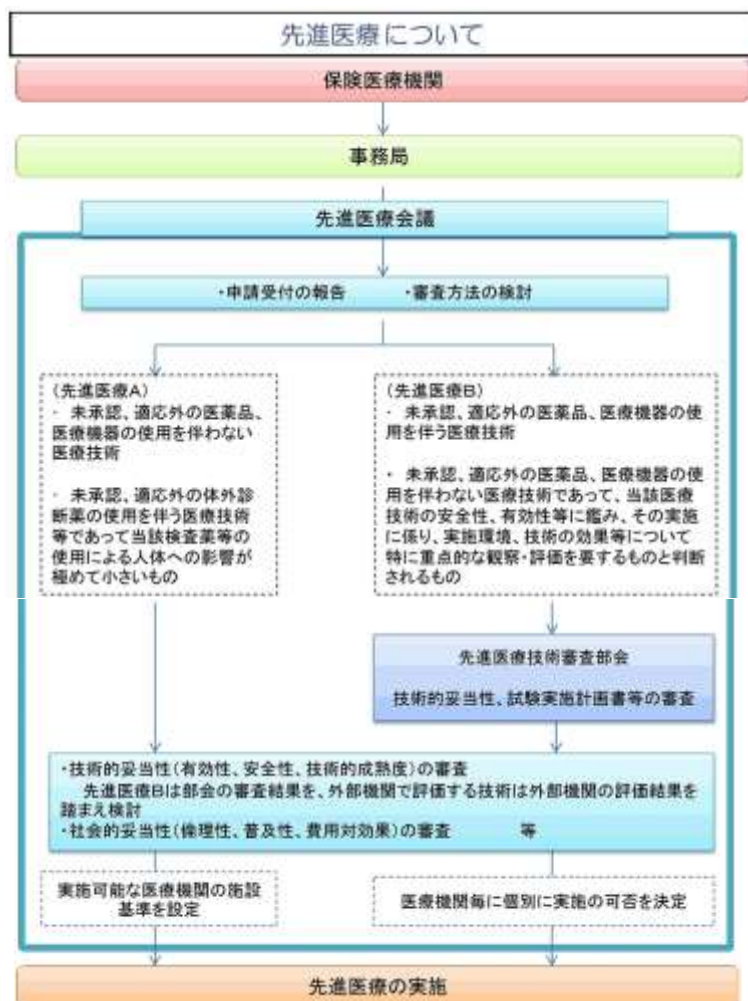 先進医療について
保険医療機関
事務局
先進医療会議
・申請受付の報告　　　・審査方法の検討
（先進医療A）
・ 未承認、適応外の医薬品、
医療機器の使用を伴わない
医療技術
・ 未承認、適応外の体外診
断薬の使用を伴う医療技術
等であって当該検査薬等の
使用による人体への影響が
極めて小さいもの
（先進医療B）
・ 未承認、適応外の医薬品、医療機器の使
用を伴う医療技術
・ 未承認、適応外の医薬品、医療機器の使
用を伴わない医療技術であって、当該医療
技術の安全性、有効性等に鑑み、その実施
に係り、実施環境、技術の効果等について
特に重点的な観察・評価を要するものと判断
されるもの
先進医療技術審査部会
技術的妥当性、試験実施計画書等の審査
・技術的妥当性（有効性、安全性、技術的成熟度）の審査
先進医療Bは部会の審査結果を、外部機関で評価する技術は外部機関の評価結果を
踏まえ検討
・社会的妥当性（倫理性、普及性、費用対効果）の審査　　　等
実施可能な医療機関の施設
基準を設定
医療機関毎に個別に実施の可否を決定
先進医療の実施